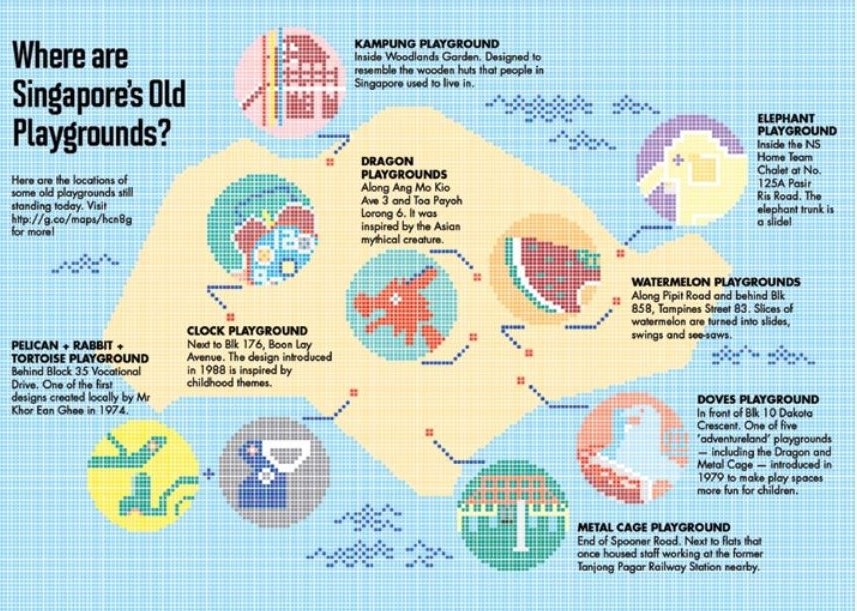 Where are
Singapore's Old
Playgrounds?
Here are the locations of
some old playgrounds still
standing today. Visit
http://g.co/maps/hcn8g
for more!
KAMPUNG PLAYGROUND
Inside Woodlands Garden. Designed to
resemble the wooden huts that people in
Singapore used to live in.
ELEPHANT
PLAYGROUND
Inside the NS
Home Team
Chalet at No.
125A Pasir
Ris Road. The
elephant trunk is
a slide!
DRAGON
PLAYGROUNDS
Along Ang Mo Kio
Ave 3 and Toa Payoh
Lorong 6. It was
inspired by the Asian
mythical creature.
WATERMELON PLAYGROUNDS
Along Pipit Road and behind Blk
858, Tampines Street 83. Slices of
watermelon are turned into slides,
swings and see-saws.
CLOCK PLAYGROUND
Next to Blk 176, Boon Lay
Avenue. The design introduced
in 1988 is inspired by
childhood themes.
PELICAN + RABBIT +
TORTOISE PLAYGROUND
Behind Block 35 Vocational
Drive. One of the first
designs created locally by Mr
Khor Ean Ghee in 1974.
+
DOVES PLAYGROUND
In front of Blk 10 Dakota
Crescent. One of five
'adventureland' playgrounds
— including the Dragon and
Metal Cage — introduced in
1979 to make play spaces
more fun for children.
METAL CAGE PLAYGROUND
End of Spooner Road. Next to flats that
once housed staff working at the former
Tanjong Pagar Railway Station nearby.